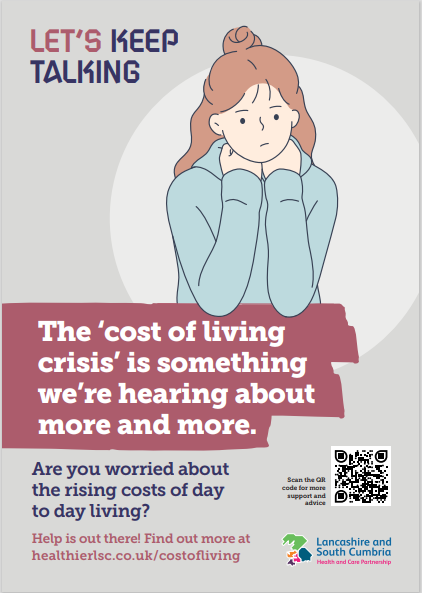 LET'S KEEP
TALKING
The 'cost of living
crisis' is something
we're hearing about
more and more.
Are you worried about
the rising costs of day
to day living?
Help is out there! Find out more at
healthierlsc.co.uk/costofliving
Scan the QR
code for more
support and
advice
Lancashire and
South Cumbria
Health and Care Partnership